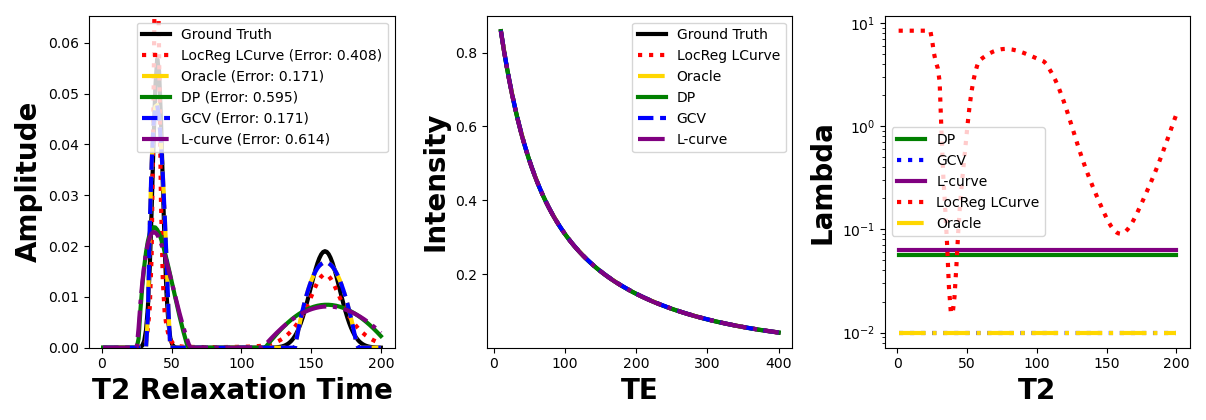 Amplitude
0.06
0.05
0.04
0.03
0.02
0.01
0.00
0
50
100
150
200
T2 Relaxation Time
Ground Truth
LocReg LCurve (Error: 0.408)
Oracle (Error: 0.171)
DP (Error: 0.595)
GCV (Error: 0.171)
L-curve (Error: 0.614)
Intensity
0.8
0.6
0.4
0.2
0
100
200
300
400
TE
Ground Truth
LocReg LCurve
Oracle
DP
GCV
L-curve
Lambda
10¹
10⁰
10⁻¹
10⁻²
0
50
100
150
200
T2
DP
GCV
L-curve
LocReg LCurve
Oracle